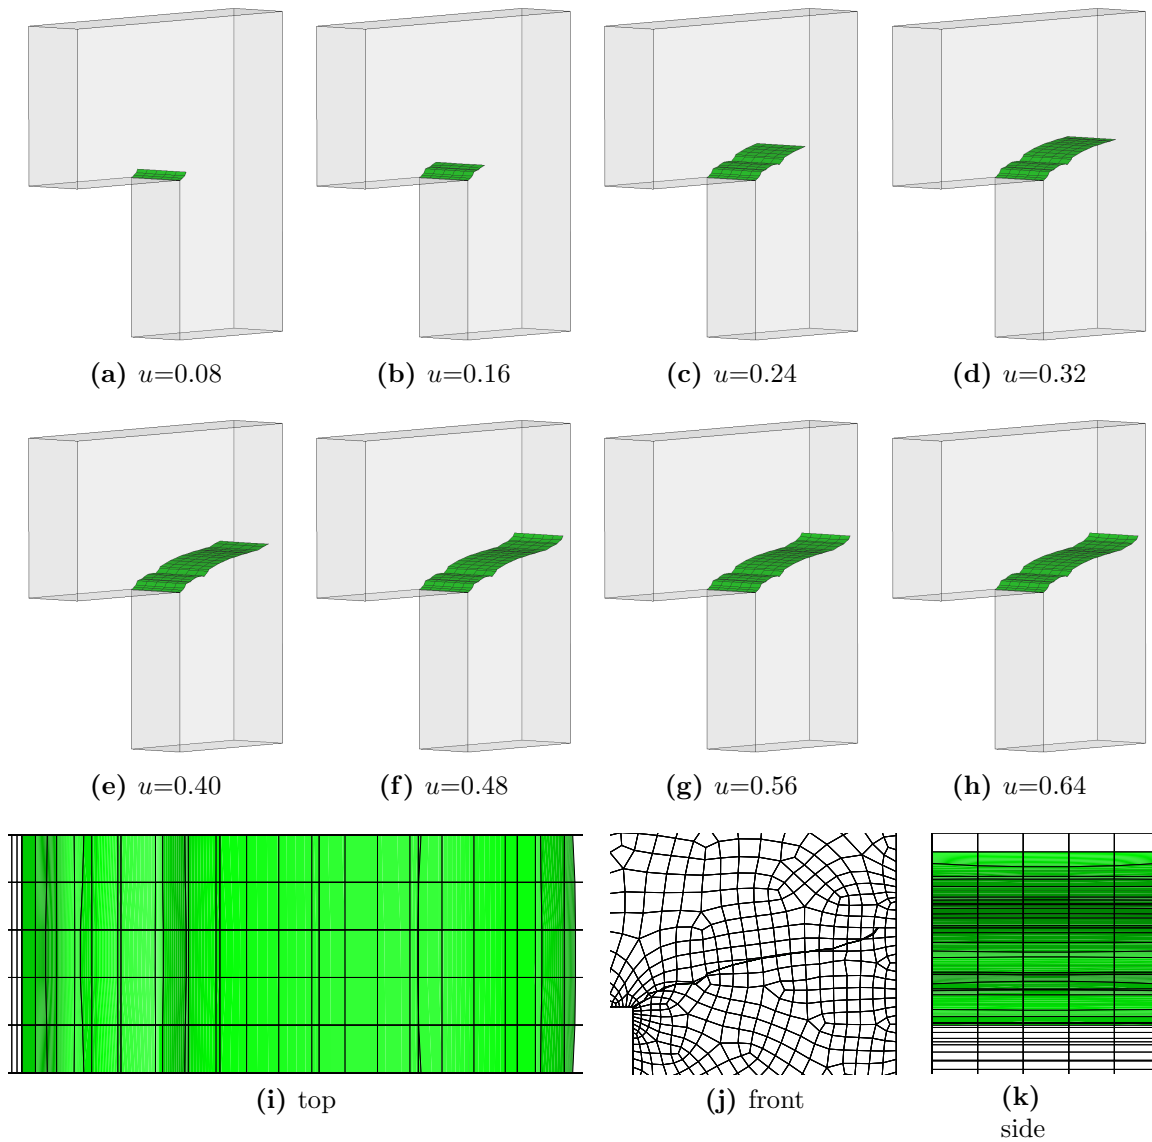 (a) u=0.08
(b) u=0.16
(c) u=0.24
(d) u=0.32
(e) u=0.40
(f) u=0.48
(g) u=0.56
(h) u=0.64
(i) top
(j) front
(k)
side